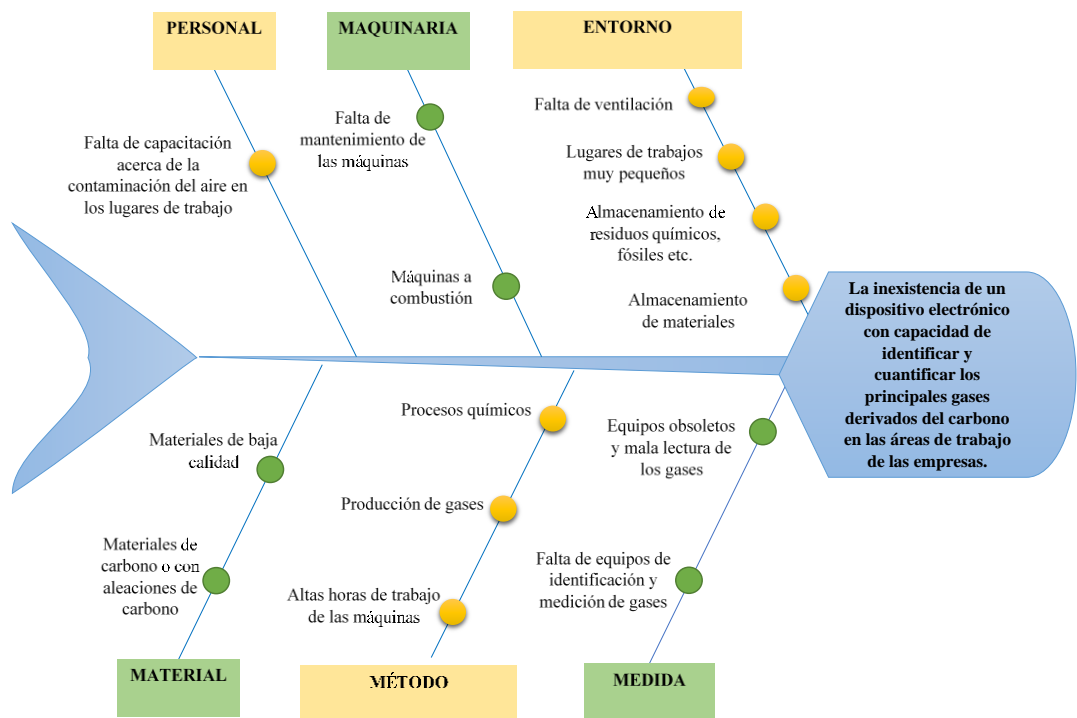 PERSONAL
MAQUINARIA
ENTORNO
Falta de capacitación
acerca de la
contaminación del aire en
los lugares de trabajo
Falta de
mantenimiento de
las máquinas
Máquinas a
combustión
Falta de ventilación
Lugares de trabajos
muy pequeños
Almacenamiento de
residuos químicos,
fósiles etc.
Almacenamiento
de materiales
La inexistencia de un
dispositivo electrónico
con capacidad de
identificar y
cuantificar los
principales gases
derivados del carbono
en las áreas de trabajo
de las empresas.
Materiales de baja
calidad
Materiales de
carbono o con
aleaciones de
carbono
Procesos químicos
Producción de gases
Altas horas de trabajo
de las máquinas
Equipos obsoletos
y mala lectura de
los gases
Falta de equipos de
identificación y
medición de gases
MATERIAL
MÉTODO
MEDIDA